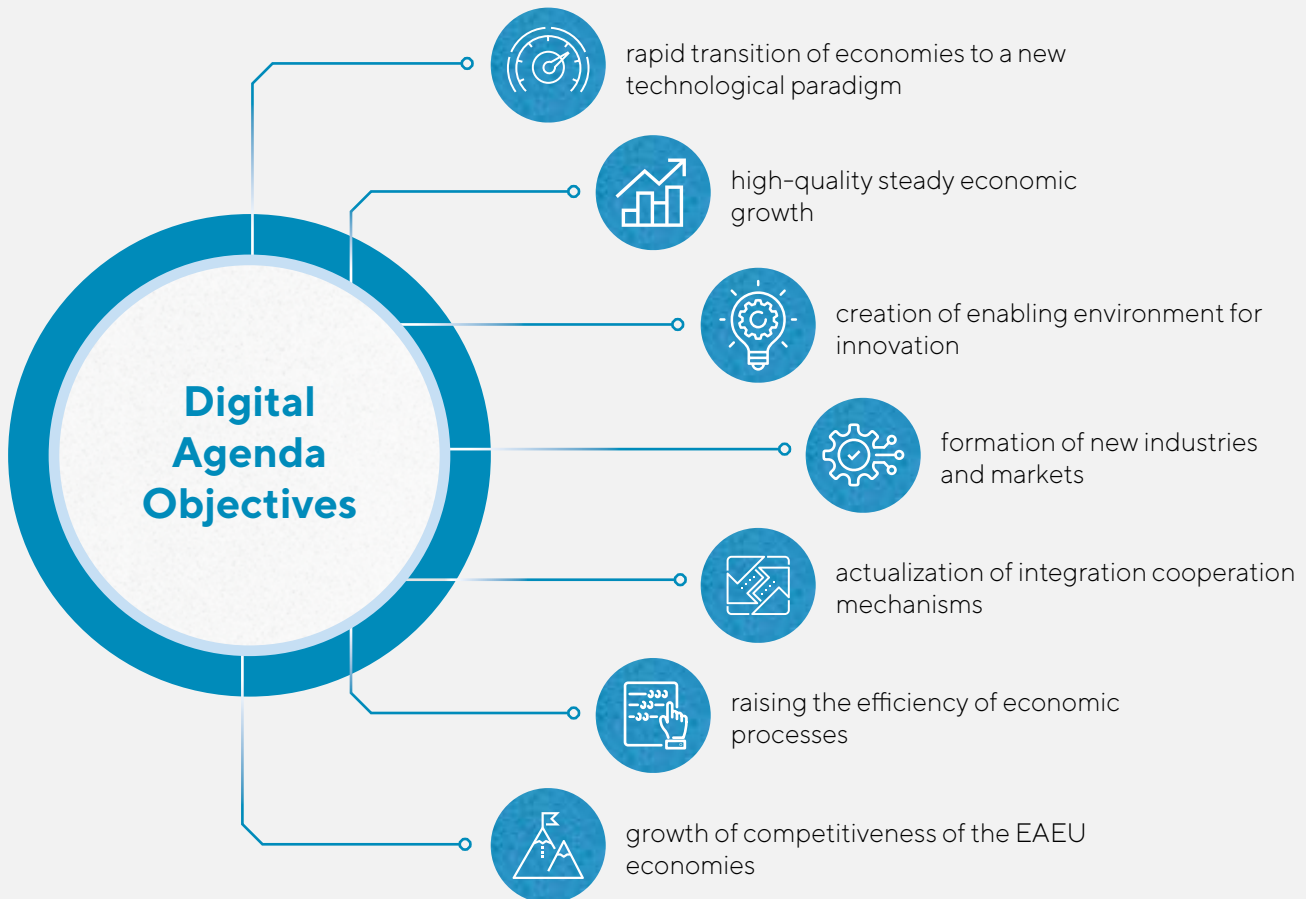 rapid transition of economies to a new
technological paradigm
high-quality steady economic
growth
creation of enabling environment for
innovation
Digital
Agenda
Objectives
formation of new industries
and markets
actualization of integration cooperation
mechanisms
raising the efficiency of economic
processes
growth of competitiveness of the EAEU
economies